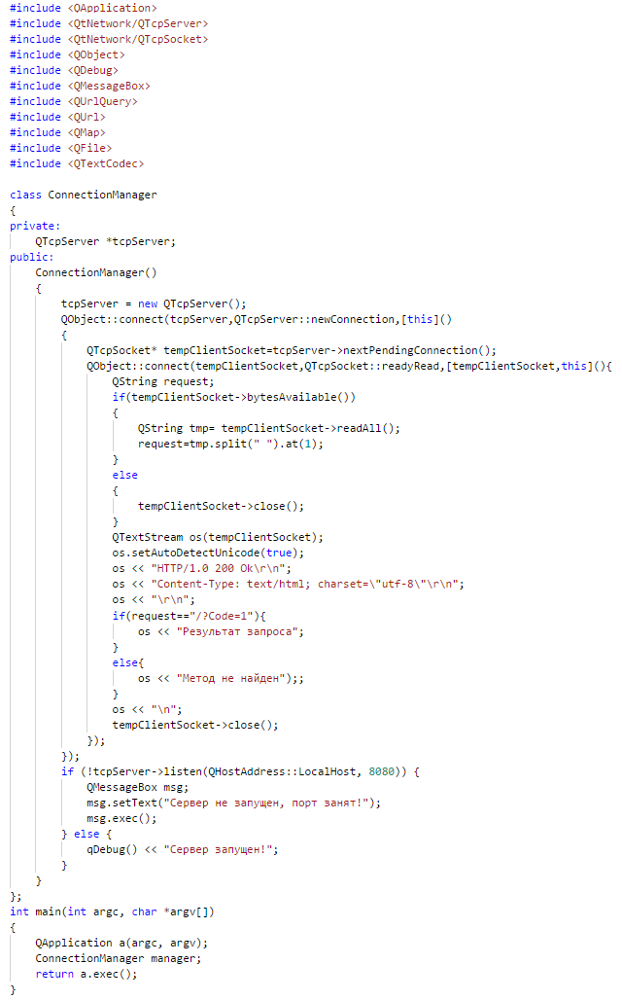 #include <QApplication>
#include <QtNetwork/QTcpServer>
#include <QtNetwork/QTcpSocket>
#include <QObject>
#include <QDebug>
#include <QMessageBox>
#include <QUrlQuery>
#include <QUrl>
#include <QMap>
#include <QFile>
#include <QTextCodec>

class ConnectionManager
{
private:
    QTcpServer *tcpServer;
public:
    ConnectionManager()
    {
        tcpServer = new QTcpServer();
        QObject::connect(tcpServer,QTcpServer::newConnection,[this]()
        {
            QTcpSocket* tempClientSocket=tcpServer->nextPendingConnection();
            QObject::connect(tempClientSocket,QTcpSocket::readyRead,[tempClientSocket,this](){
                QString request;
                if(tempClientSocket->bytesAvailable())
                {
                    QString tmp= tempClientSocket->readAll();
                    request=tmp.split(" ").at(1);
                }
                else
                {
                    tempClientSocket->close();
                }
                QTextStream os(tempClientSocket);
                os.setAutoDetectUnicode(true);
                os << "HTTP/1.0 200 Ok\r\n";
                os << "Content-Type: text/html; charset=\"utf-8\"\r\n";
                os << "\r\n";
                if(request=="/?Code=1"){
                    os << "Результат запроса";
                }
                else{
                    os << "Метод не найден");;
                }
                os << "\n";
                tempClientSocket->close();
            });
        });
        if (!tcpServer->listen(QHostAddress::LocalHost, 8080)) {
            QMessageBox msg;
            msg.setText("Сервер не запущен, порт занят!");
            msg.exec();
        } else {
            qDebug() << "Сервер запущен!";
        }
    }
};
int main(int argc, char *argv[])
{
    QApplication a(argc, argv);
    ConnectionManager manager;
    return a.exec();
}